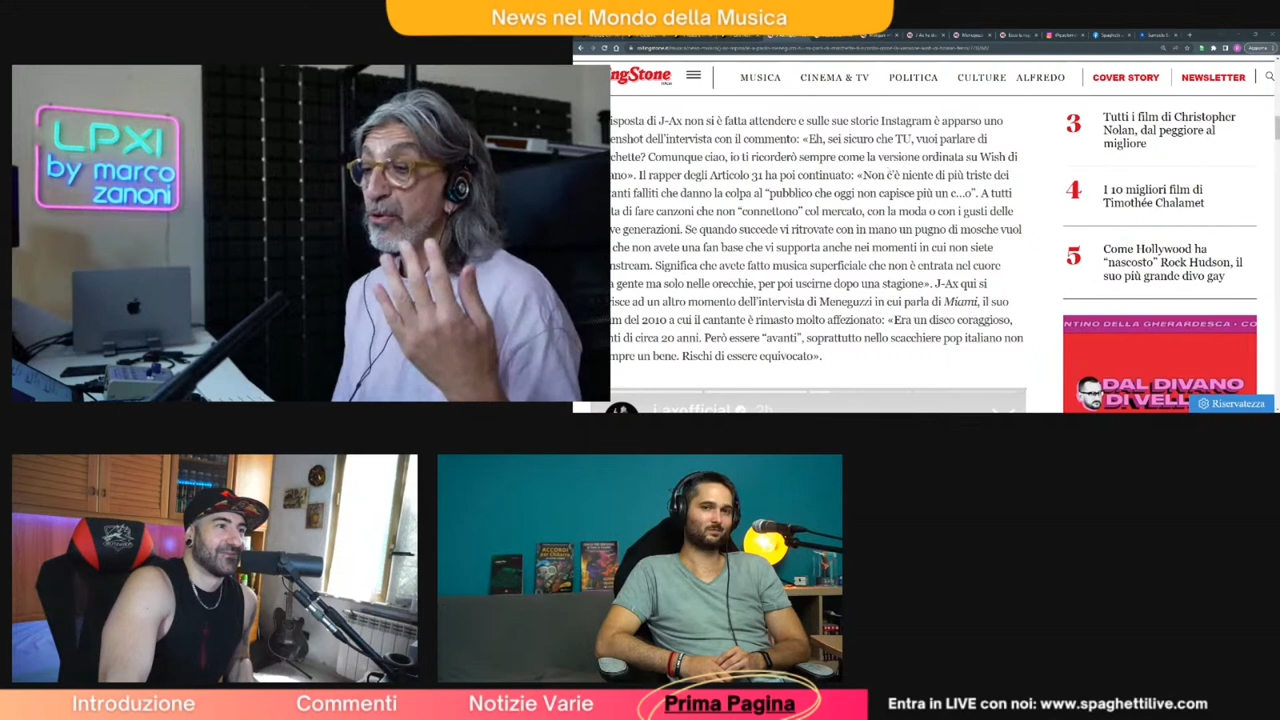 News nel Mondo della Musica
LPXI
by marco
zanoni
ngStone
MUSICA
CINEMA & TV
POLITICA
CULTURE
ALFREDO
COVER STORY
NEWSLETTER
isposta di J-Ax non si è fatta attendere e sulle sue storie Instagram è apparso uno
enshot dell'intervista con il commento: «Eh, sei sicuro che TU, vuoi parlare di
chette? Comunque ciao, io ti ricorderò sempre come la versione ordinata su Wish di
ano». Il rapper degli Articolo 31 ha poi continuato: «Non c'è niente di più triste dei
anti falliti che danno la colpa al "pubblico che oggi non capisce più un c…o". A tutti
ta di fare canzoni che non "connettono" col mercato, con la moda o con i gusti delle
ve generazioni. Se quando succede vi ritrovate con in mano un pugno di mosche vuol
che non avete una fan base che vi supporta anche nei momenti in cui non siete
nstream. Significa che avete fatto musica superficiale che non è entrata nel cuore
a gente ma solo nelle orecchie, per poi uscirne dopo una stagione». J-Ax qui si
risce ad un altro momento dell'intervista di Meneguzzi in cui parla di Miami, il suo
m del 2010 a cui il cantante è rimasto molto affezionato: «Era un disco coraggioso,
nti di circa 20 anni. Però essere "avanti", soprattutto nello scacchiere pop italiano non
mpre un bene. Rischi di essere equivocato».
j.axofficial 2h
3 Tutti i film di Christopher
Nolan, dal peggiore al
migliore
4 I 10 migliori film di
Timothée Chalamet
5 Come Hollywood ha
"nascosto" Rock Hudson, il
suo più grande divo gay
NTINO DELLA GHERARDESCA • CO
DAL DIVANO
DI VELL
Riservatezza
ACCORDI
Introduzione
Commenti
Notizie Varie
Prima Pagina
Entra in LIVE con noi: www.spaghettilive.com